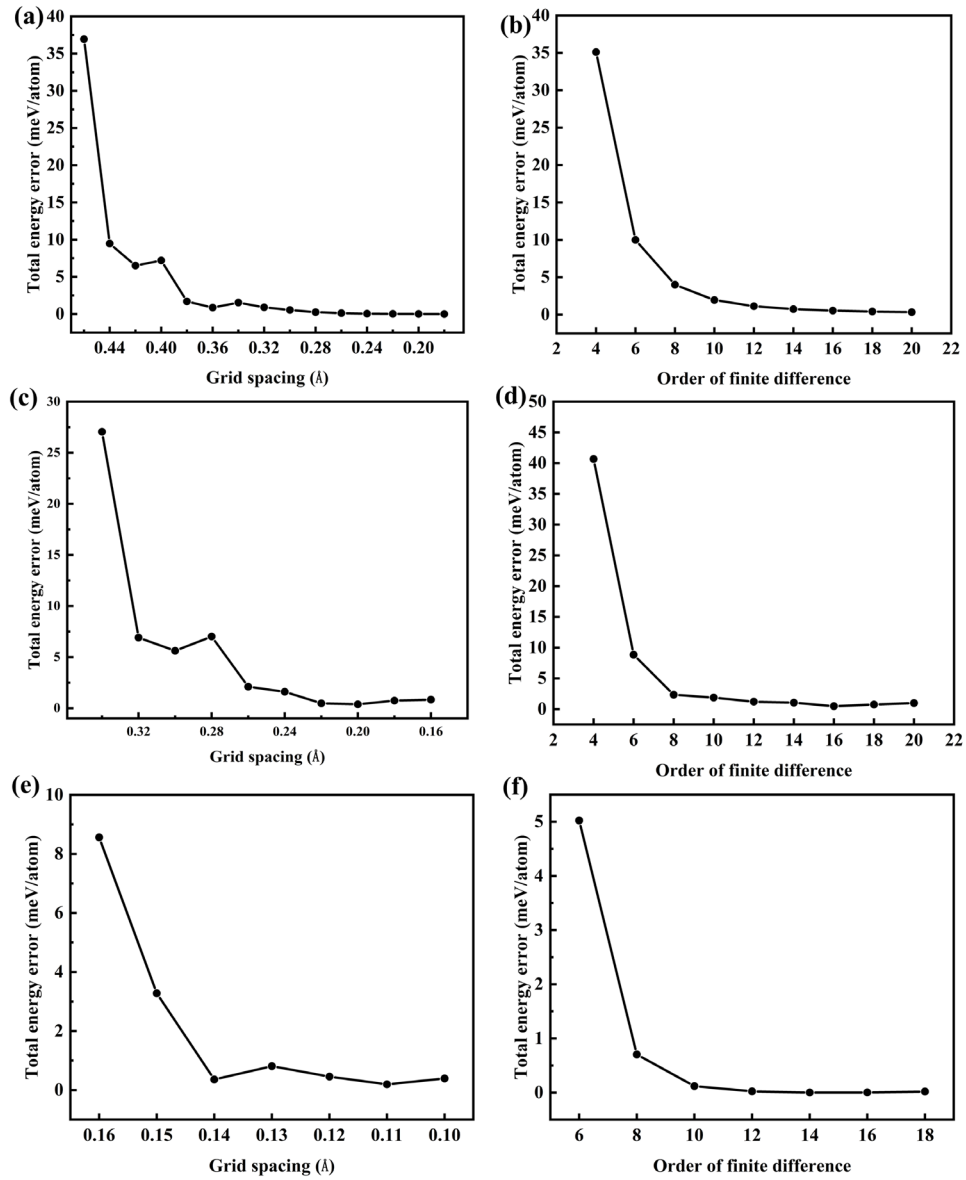 (a)
Total energy error (meV/atom)
40
35
30
25
20
15
10
5
0
0.44 0.40 0.36 0.32 0.28 0.24 0.20
Grid spacing (Å)
(b)
Total energy error (meV/atom)
40
35
30
25
20
15
10
5
0
2 4 6 8 10 12 14 16 18 20 22
Order of finite difference
(c)
Total energy error (meV/atom)
30
25
20
15
10
5
0
0.32 0.28 0.24 0.20 0.16
Grid spacing (Å)
(d)
Total energy error (meV/atom)
50
45
40
35
30
25
20
15
10
5
0
2 4 6 8 10 12 14 16 18 20 22
Order of finite difference
(e)
Total energy error (meV/atom)
10
8
6
4
2
0
0.16 0.15 0.14 0.13 0.12 0.11 0.10
Grid spacing (Å)
(f)
Total energy error (meV/atom)
5
4
3
2
1
0
6 8 10 12 14 16 18
Order of finite difference